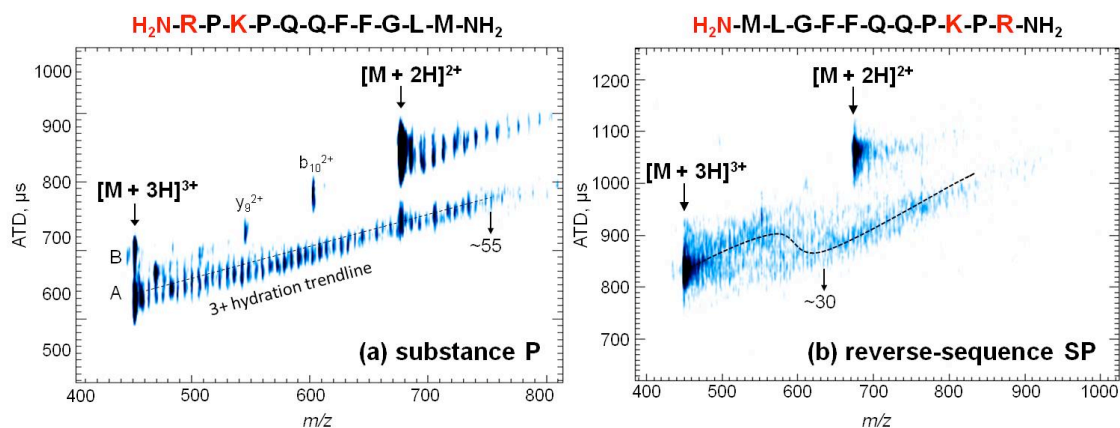 H₂N-R-P-K-P-Q-Q-F-F-G-L-M-NH₂
1000
900
800
700
600
500
ATD, µs
[M + 3H]³⁺
[M + 2H]²⁺
b₁₀²⁺
y₉²⁺
B
A
3+ hydration trendline
~55
(a) substance P
400
500
600
700
800
m/z
H₂N-M-L-G-F-F-Q-Q-P-K-P-R-NH₂
1200
1100
1000
900
800
700
ATD, µs
[M + 2H]²⁺
[M + 3H]³⁺
~30
(b) reverse-sequence SP
400
500
600
700
800
900
1000
m/z